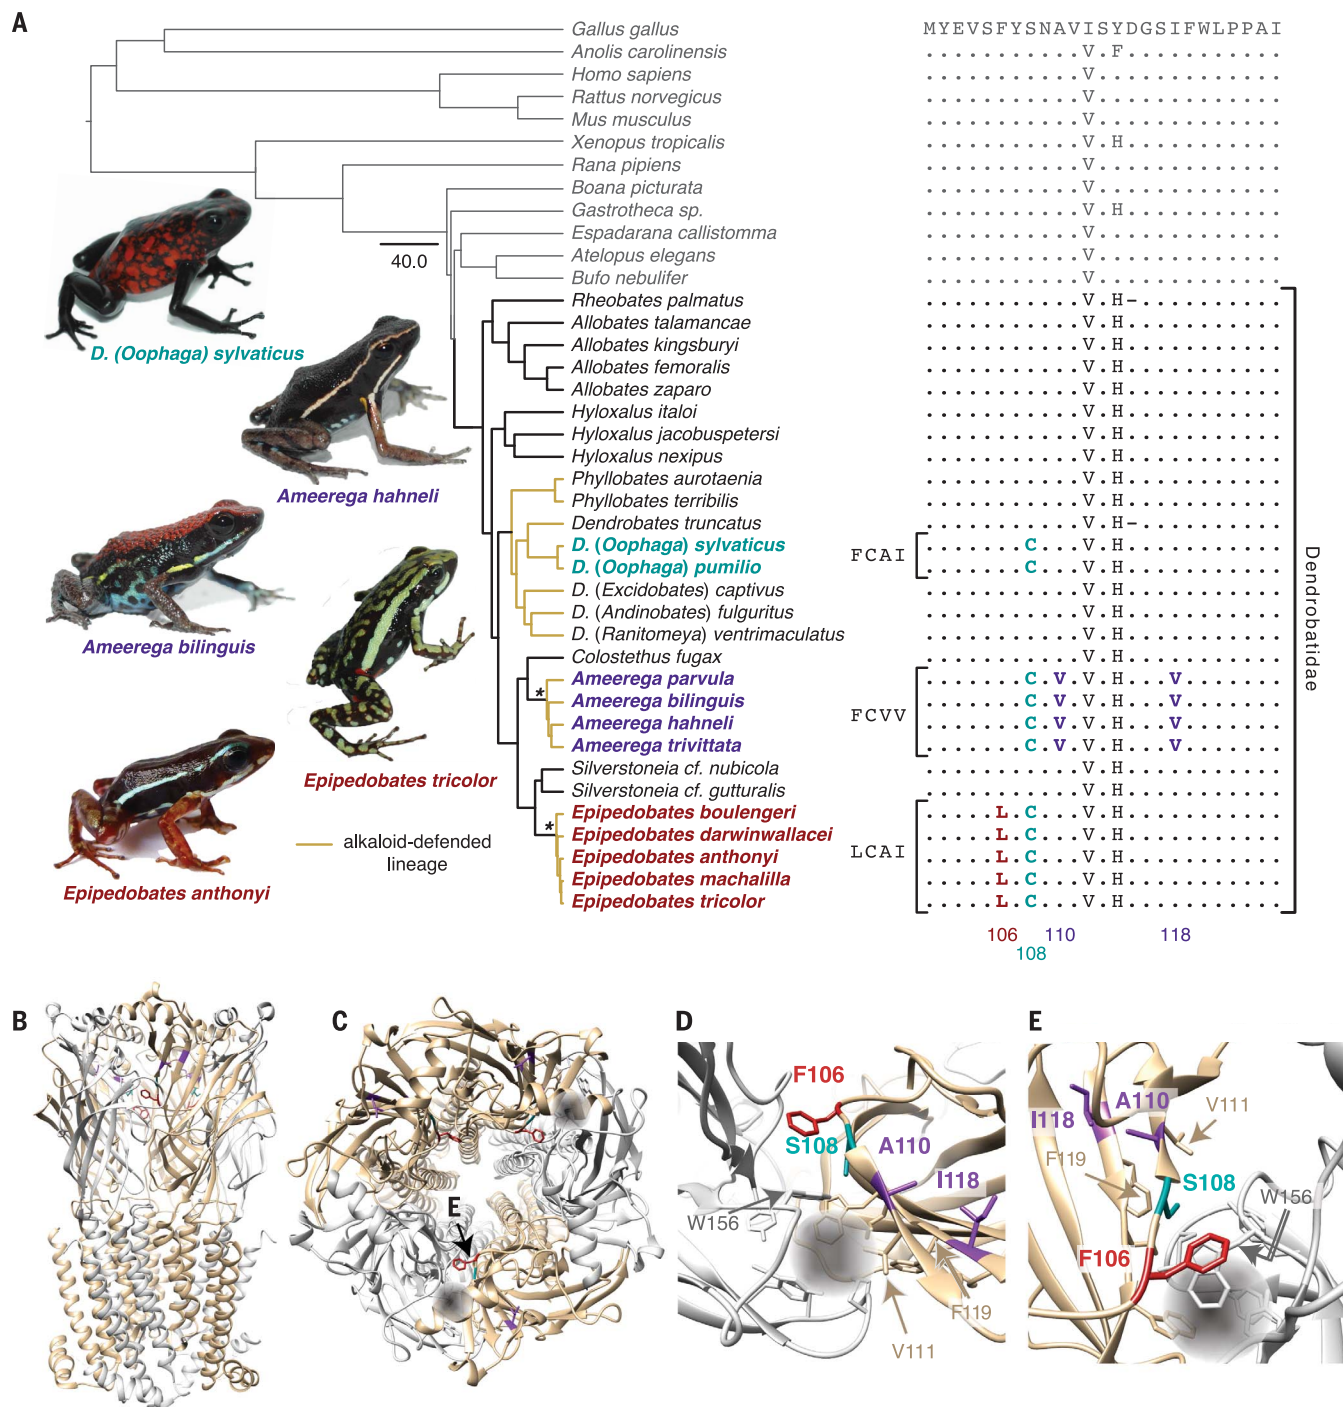 A
Gallus gallus MYEVSFYSNAVISYDGSIFWLPPAI
Anolis carolinensis ...........V.F...........
Homo sapiens ...........V.............
Rattus norvegicus ...........V.............
Mus musculus ...........V.............
Xenopus tropicalis ...........V.H...........
Rana pipiens ...........V.............
Boana picturata ...........V.............
Gastrotheca sp. ...........V.H...........
Espadarana callistomma ...........V.............
Atelopus elegans ...........V.............
Bufo nebulifer ...........V.............
Rheobates palmatus ...........V.H-..........
Allobates talamancae ...........V.H...........
Allobates kingsburyi ...........V.H...........
Allobates femoralis ...........V.H...........
Allobates zaparo ...........V.H...........
Hyloxalus italoi ...........V.H...........
Hyloxalus jacobuspetersi ...........V.H...........
Hyloxalus nexipus ...........V.H...........
Phyllobates aurotaenia ...........V.H...........
Phyllobates terribilis ...........V.H...........
Dendrobates truncatus ...........V.H-..........
D. (Oophaga) sylvaticus .......C...V.H...........
D. (Oophaga) pumilio .......C...V.H...........
D. (Excidobates) captivus ...........V.H...........
D. (Andinobates) fulguritus ...........V.H...........
D. (Ranitomeya) ventrimaculatus ...........V.H...........
Colostethus fugax ...........V.H...........
Ameerega parvula .......C.V.V.H...V.......
Ameerega bilinguis .......C.V.V.H...V.......
Ameerega hahneli .......C.V.V.H...V.......
Ameerega trivittata .......C.V.V.H...V.......
Silverstoneia cf. nubicola ...........V.H...........
Silverstoneia cf. gutturalis ...........V.H...........
Epipedobates boulengeri .....L.C...V.H...........
Epipedobates darwinwallacei .....L.C...V.H...........
Epipedobates anthonyi .....L.C...V.H...........
Epipedobates machalilla .....L.C...V.H...........
Epipedobates tricolor .....L.C...V.H...........
FCAI
FCVV
LCAI
Dendrobatidae
106
108
110
118
40.0
*
*
D. (Oophaga) sylvaticus
Ameerega hahneli
Ameerega bilinguis
Epipedobates tricolor
Epipedobates anthonyi
alkaloid-defended
lineage
B
C
E
D
F106
S108
A110
I118
W156
F119
V111
E
I118
A110
V111
F119
S108
W156
F106